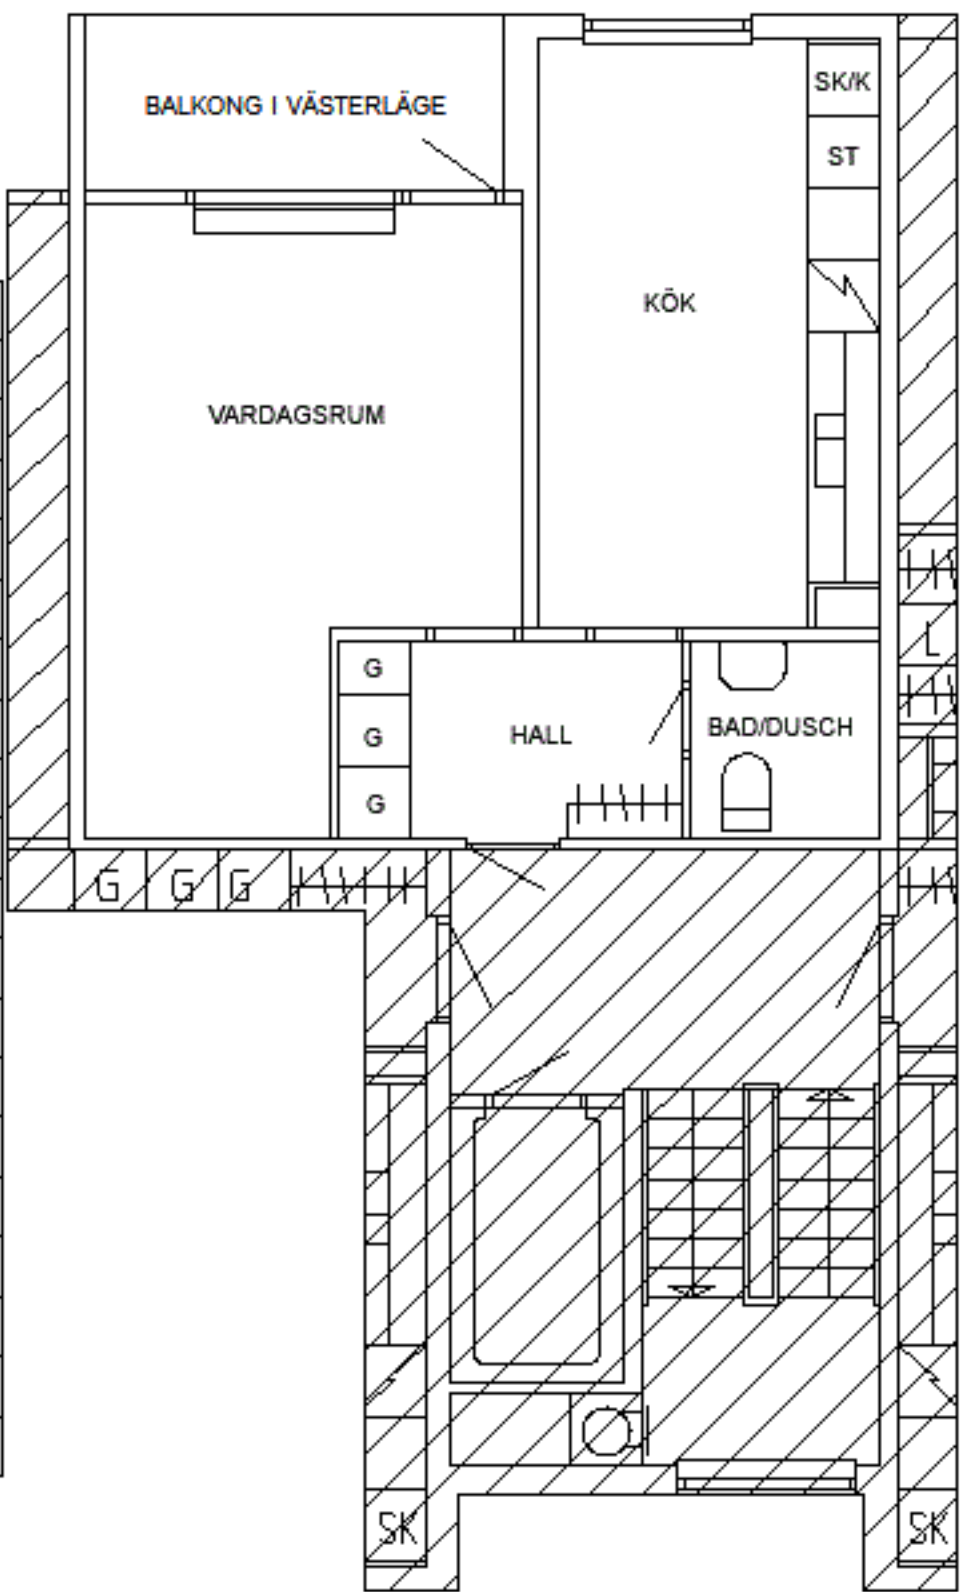 SK/K
BALKONG I VÄSTERLÄGE
ST
KÖK
VARDAGSRUM
L
G
HALL
BAD/DUSCH
G
G
G G G
SK SK